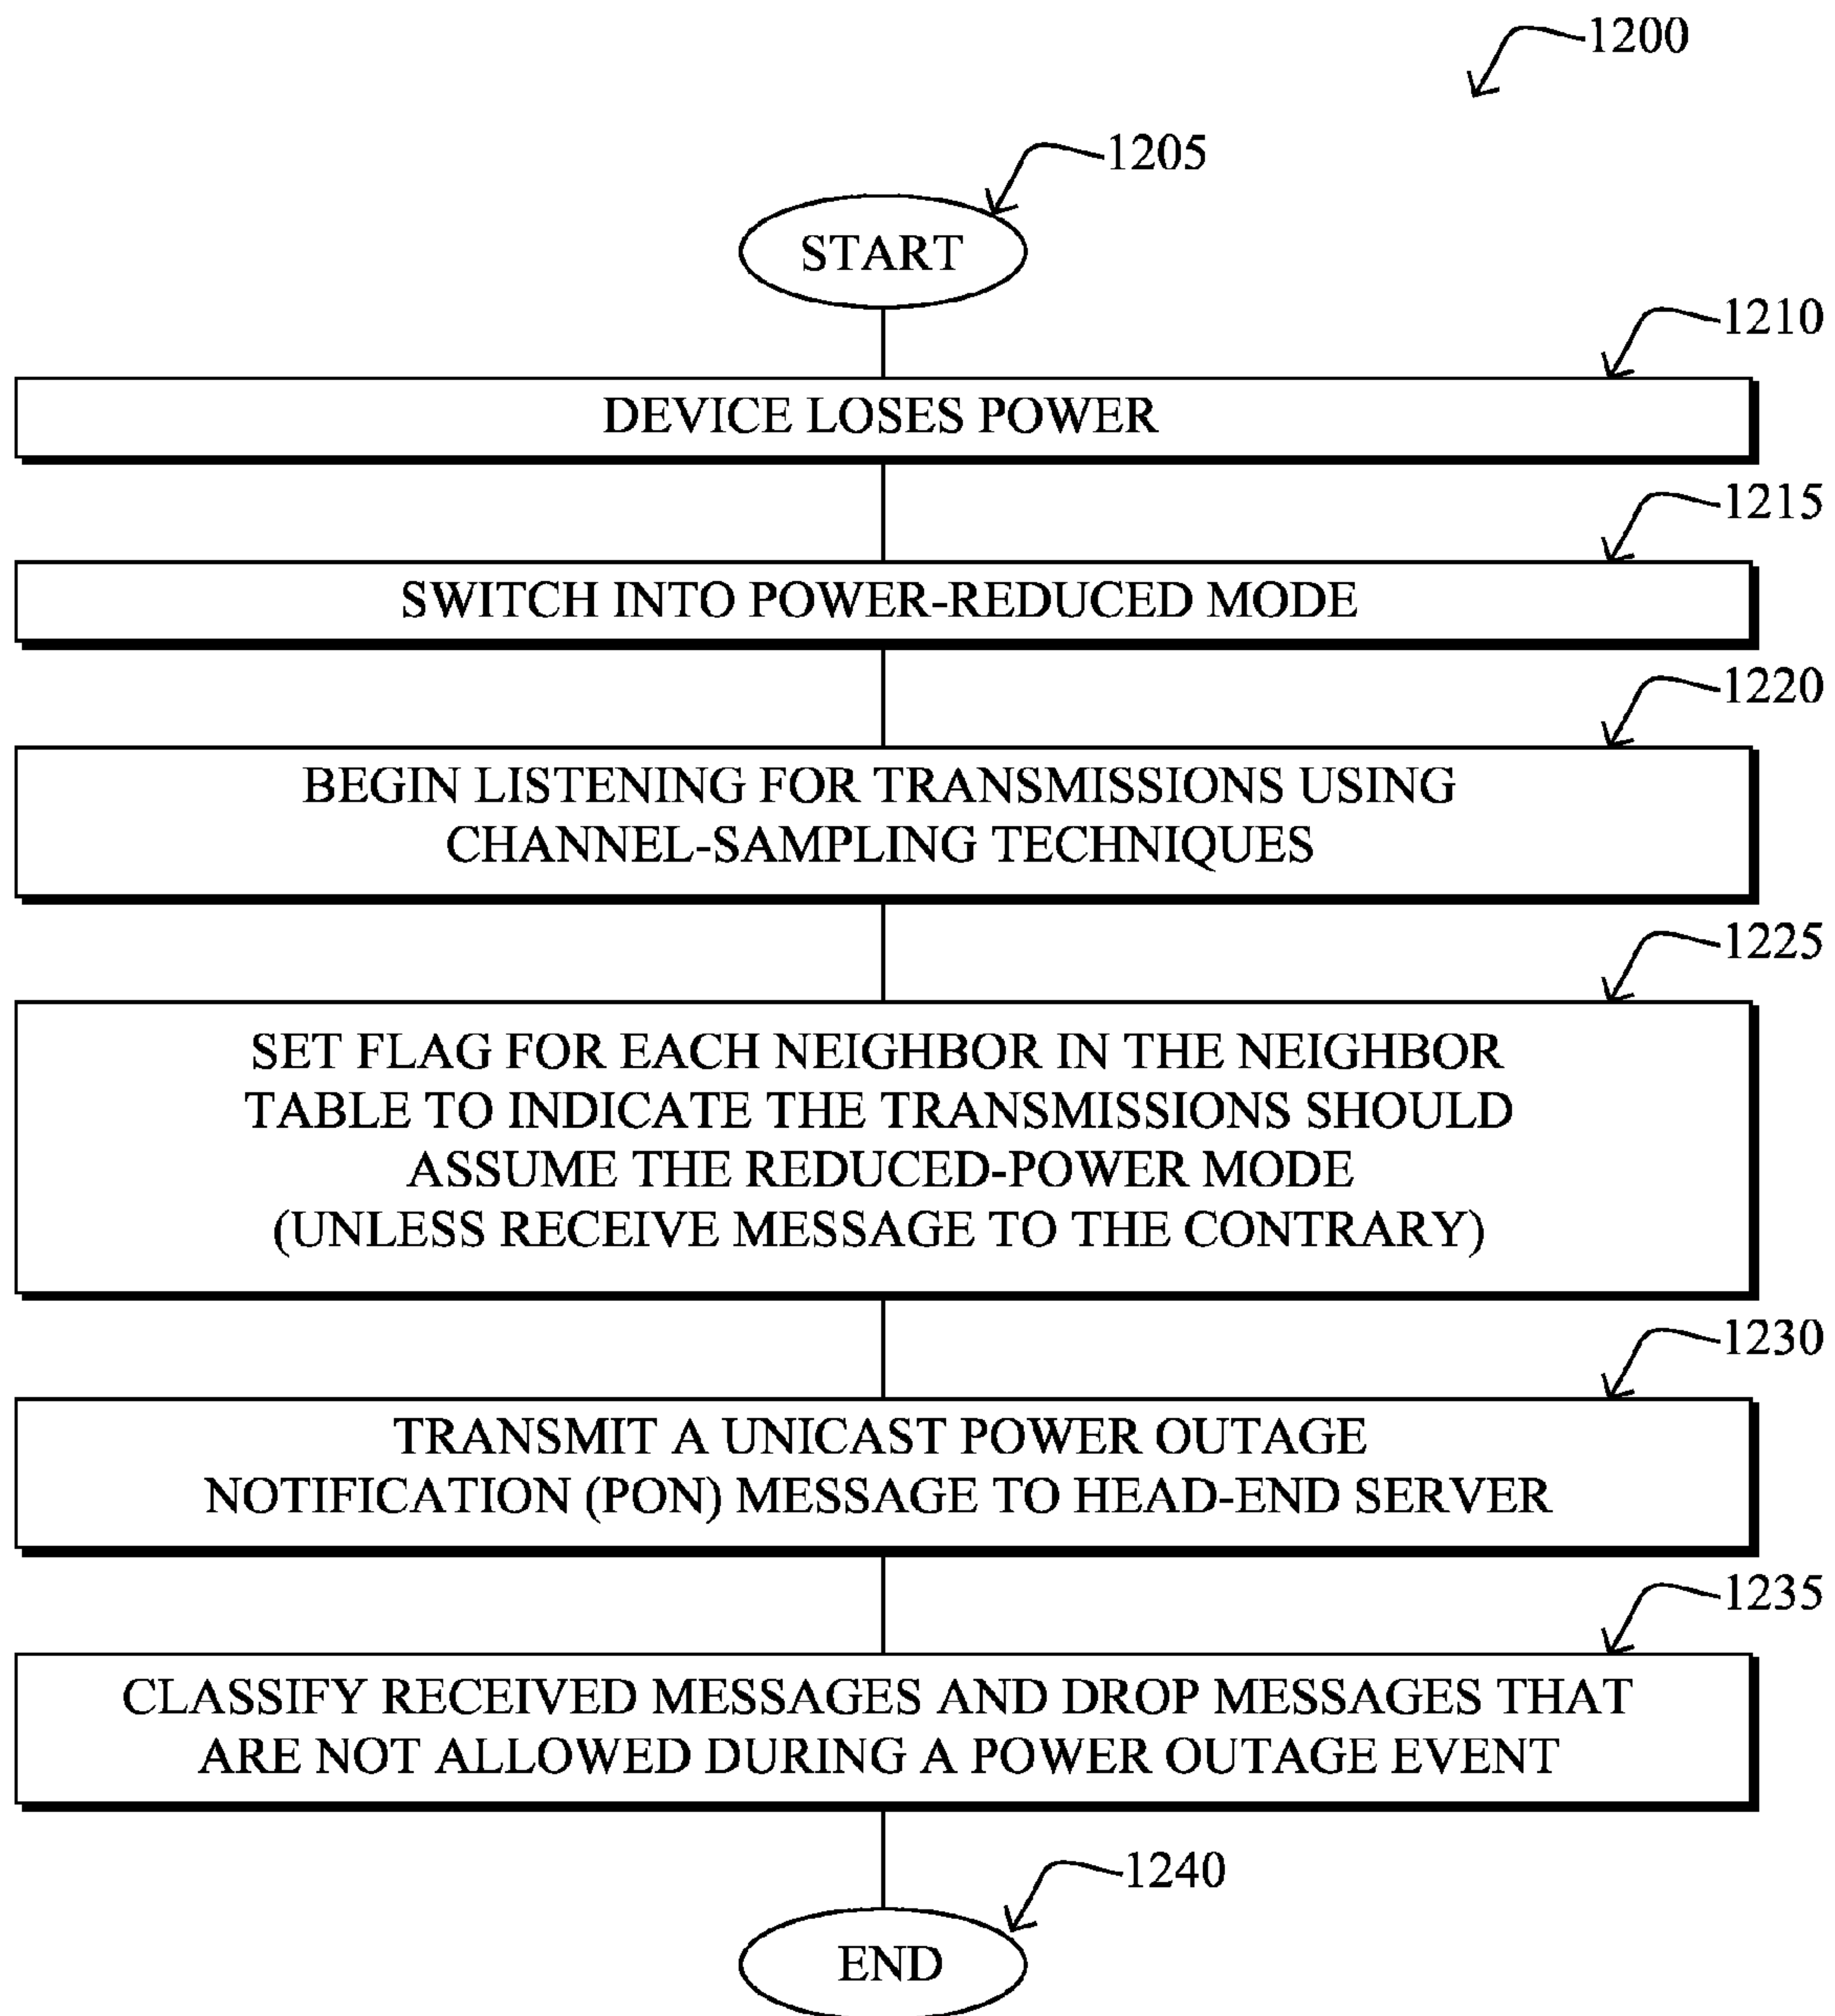 1200
1205
START
1210
DEVICE LOSES POWER
1215
SWITCH INTO POWER-REDUCED MODE
1220
BEGIN LISTENING FOR TRANSMISSIONS USING
CHANNEL-SAMPLING TECHNIQUES
1225
SET FLAG FOR EACH NEIGHBOR IN THE NEIGHBOR
TABLE TO INDICATE THE TRANSMISSIONS SHOULD
ASSUME THE REDUCED-POWER MODE
(UNLESS RECEIVE MESSAGE TO THE CONTRARY)
1230
TRANSMIT A UNICAST POWER OUTAGE
NOTIFICATION (PON) MESSAGE TO HEAD-END SERVER
1235
CLASSIFY RECEIVED MESSAGES AND DROP MESSAGES THAT
ARE NOT ALLOWED DURING A POWER OUTAGE EVENT
1240
END